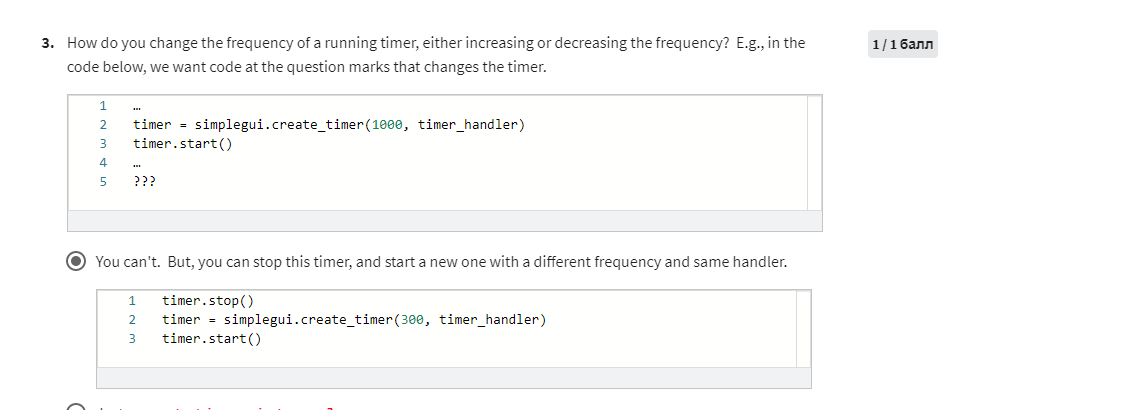 3. How do you change the frequency of a running timer, either increasing or decreasing the frequency? E.g., in the
1/1 балл
code below, we want code at the question marks that changes the timer.
1 …
2 timer = simplegui.create_timer(1000, timer_handler)
3 timer.start()
4 …
5 ???
You can't. But, you can stop this timer, and start a new one with a different frequency and same handler.
1 timer.stop()
2 timer = simplegui.create_timer(300, timer_handler)
3 timer.start()